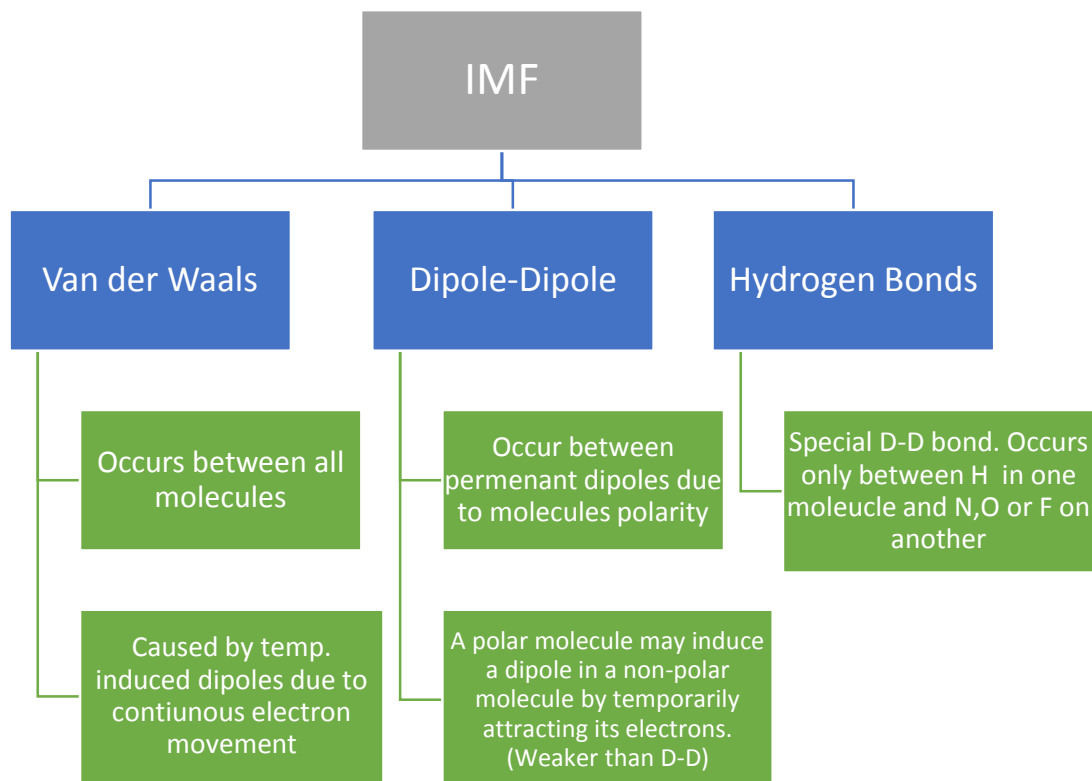 IMF
Van der Waals
Dipole-Dipole
Hydrogen Bonds
Occurs between all
molecules
Caused by temp.
induced dipoles due to
contiunous electron
movement
Occur between
permenant dipoles due
to molecules polarity
A polar molecule may induce
a dipole in a non-polar
molecule by temporarily
attracting its electrons.
(Weaker than D-D)
Special D-D bond. Occurs
only between H in one
moleucle and N,O or F on
another